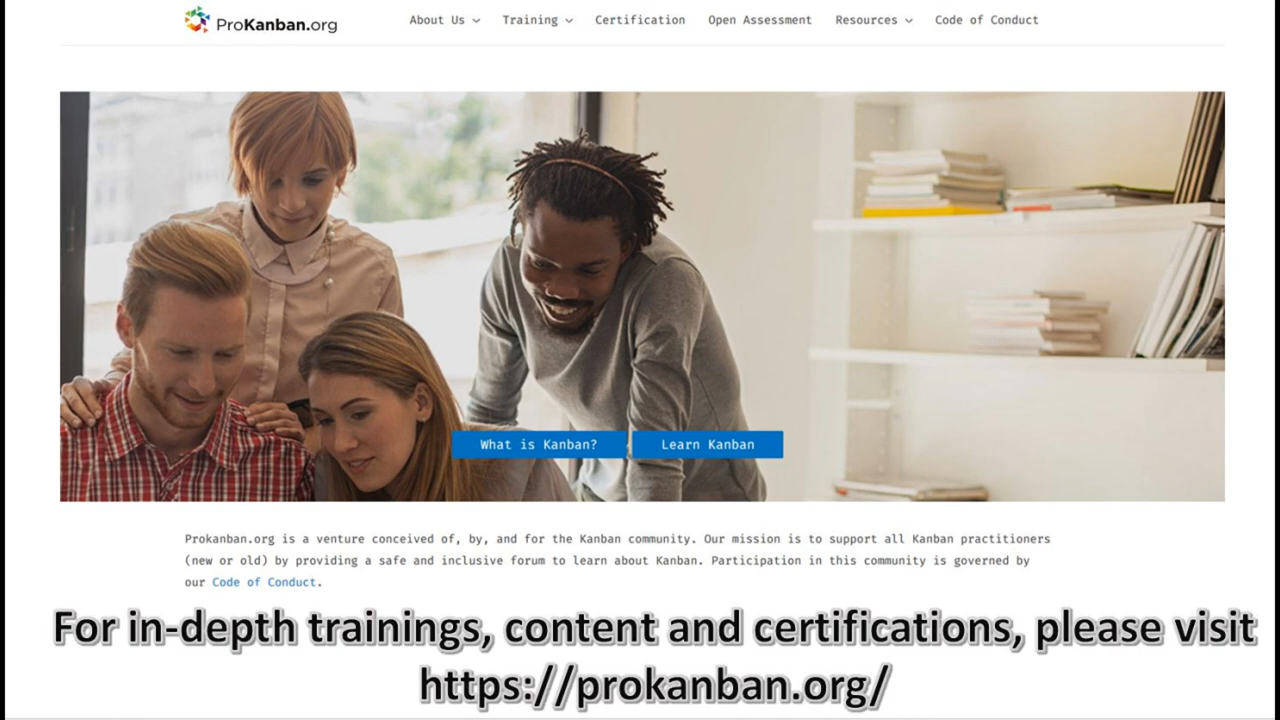 ProKanban.org
About Us Training Certification Open Assessment Resources Code of Conduct
What is Kanban? Learn Kanban
Prokanban.org is a venture conceived of, by, and for the Kanban community. Our mission is to support all Kanban practitioners
(new or old) by providing a safe and inclusive forum to learn about Kanban. Participation in this community is governed by
our Code of Conduct.
For in-depth trainings, content and certifications, please visit
https://prokanban.org/